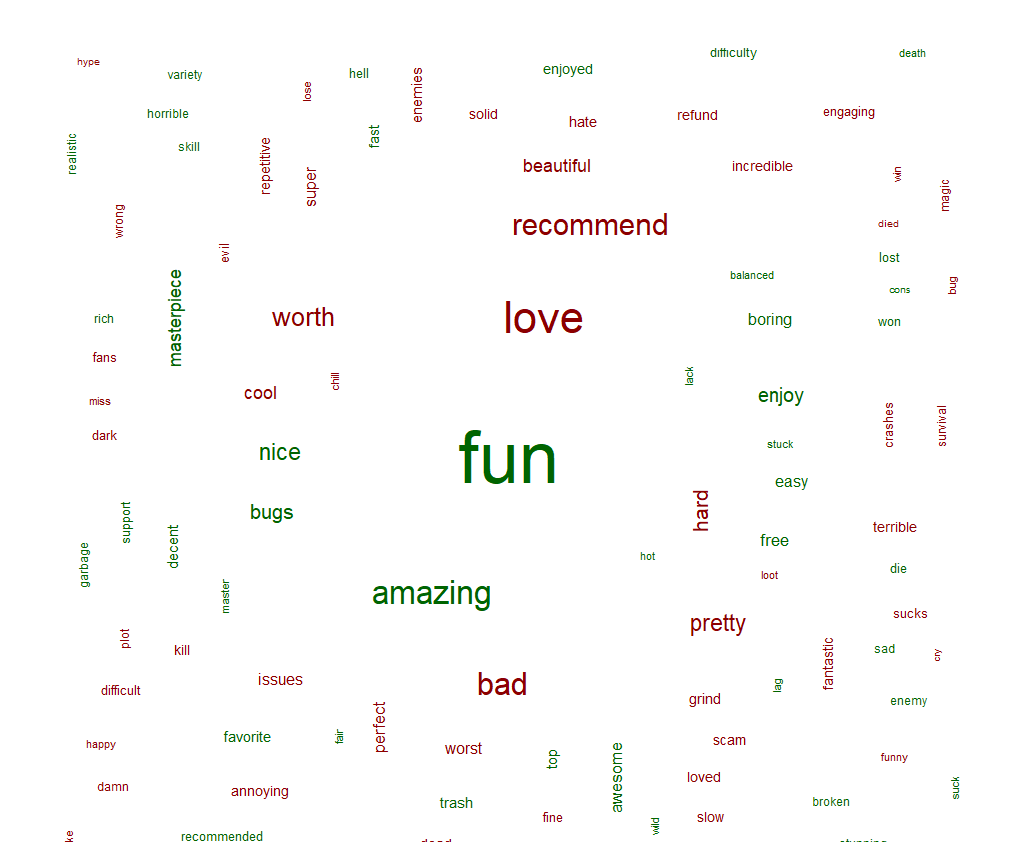 difficulty
death
hype
enjoyed
hell
variety
lose
enemies
solid
refund
engaging
horrible
hate
fast
skill
realistic
repetitive
super
beautiful
incredible
win
magic
wrong
recommend
died
evil
lost
balanced
bug
cons
masterpiece
rich
worth
love
boring
won
fans
chill
lack
cool
enjoy
miss
dark
crashes
survival
nice
fun
stuck
easy
bugs
hard
support
terrible
decent
free
garbage
hot
die
loot
master
amazing
sucks
pretty
plot
kill
sad
cry
fantastic
issues
bad
lag
difficult
grind
enemy
perfect
favorite
fair
happy
worst
scam
top
funny
awesome
loved
damn
annoying
suck
trash
broken
fine
slow
wild
recommended